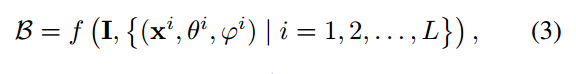 ℬ = f (𝐈, {(𝐱ⁱ, θⁱ, φⁱ) | i = 1, 2, . . . , L}) , (3)